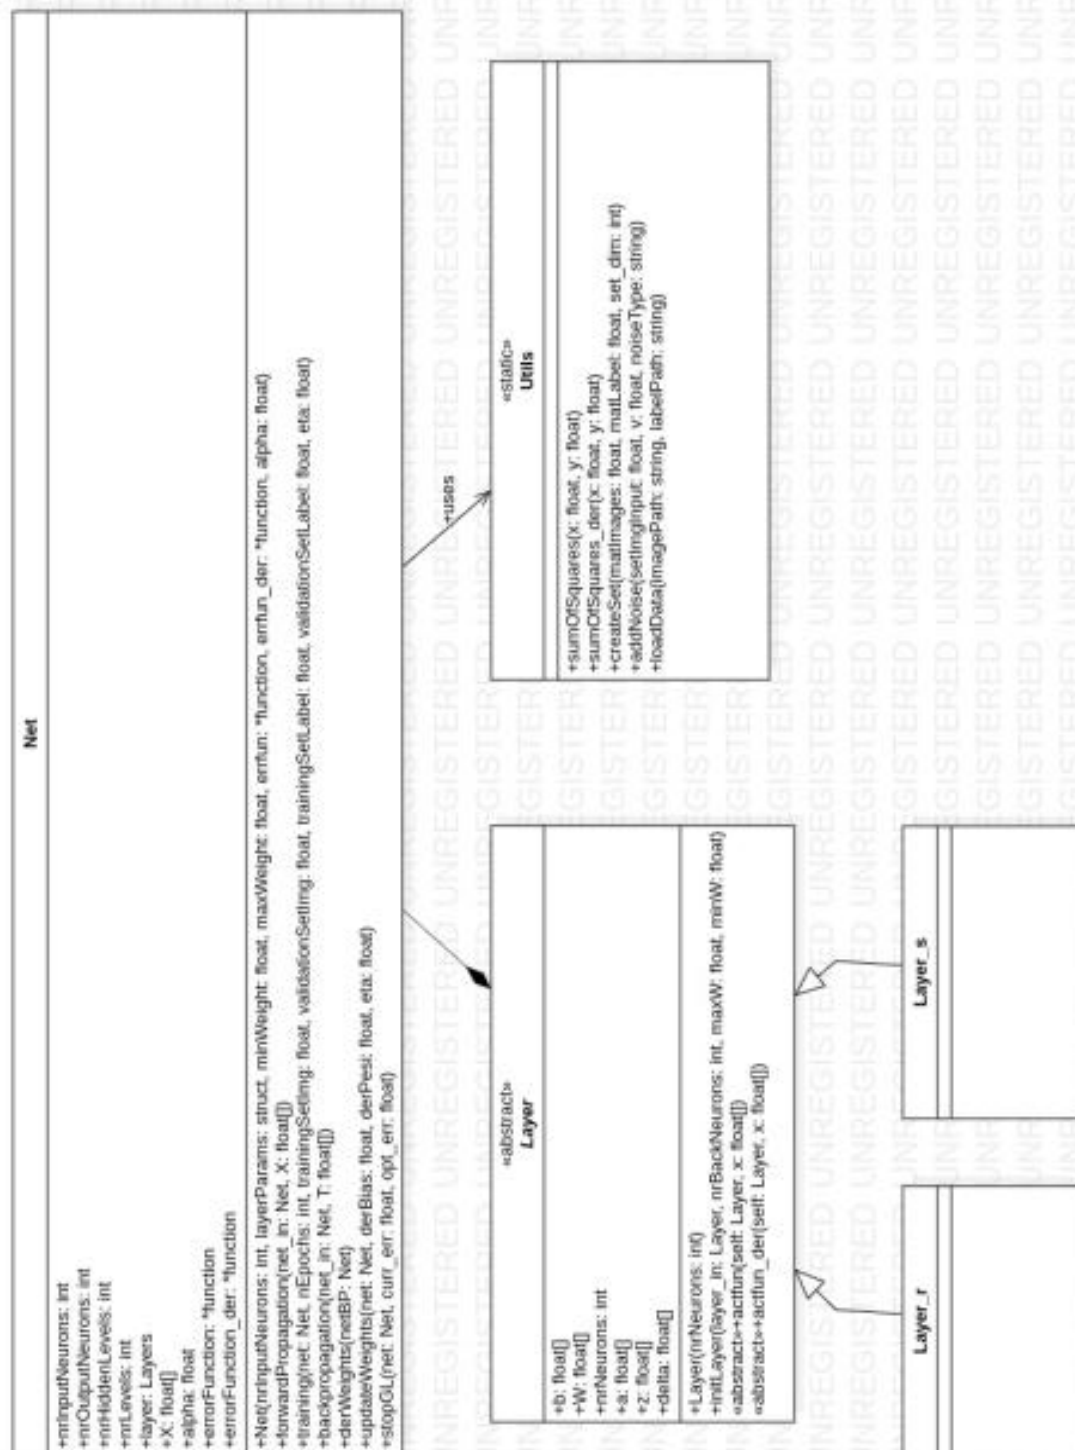 Net
+nrInputNeurons: int
+nrOutputNeurons: int
+nrHiddenLevels: int
+nrLevels: int
+layer: Layers
+X: float[]
+alpha: float
+errorFunction: *function
+errorFunction_der: *function
+Net(nrInputNeurons: int, layerParams: struct, minWeight: float, maxWeight: float, errfun: *function, errfun_der: *function, alpha: float)
+forwardPropagation(net_in: Net, X: float[])
+training(net: Net, nEpochs: int, trainingSetImg: float, validationSetImg: float, trainingSetLabel: float, validationSetLabel: float, eta: float)
+backpropagation(net_in: Net, T: float[])
+derWeights(netBP: Net)
+updateWeights(net: Net, derBias: float, derPesi: float, eta: float)
+stopGL(net: Net, curr_err: float, opt_err: float)
+uses
«abstract»
Layer
+b: float[]
+W: float[]
+nrNeurons: int
+a: float[]
+z: float[]
+delta: float[]
+Layer(nrNeurons: int)
+initLayer(layer_in: Layer, nrBackNeurons: int, maxW: float, minW: float)
«abstract»+actfun(self: Layer, x: float[])
«abstract»+actfun_der(self: Layer, x: float[])
«static»
Utils
+sumOfSquares(x: float, y: float)
+sumOfSquares_der(x: float, y: float)
+createSet(matImages: float, matLabel: float, set_dim: int)
+addNoise(setImgInput: float, v: float, noiseType: string)
+loadData(imagePath: string, labelPath: string)
Layer_r
Layer_s
UNREGISTERED